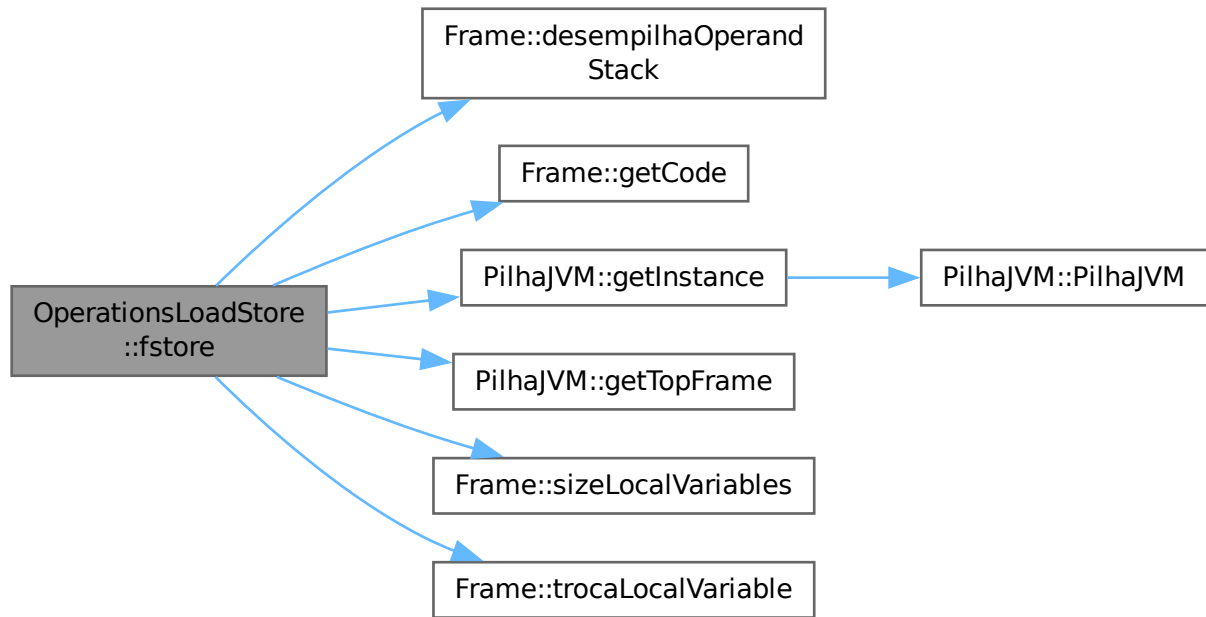 Frame::desempilhaOperand
Stack
Frame::getCode
OperationsLoadStore
::fstore
PilhaJVM::getInstance
PilhaJVM::PilhaJVM
PilhaJVM::getTopFrame
Frame::sizeLocalVariables
Frame::trocaLocalVariable